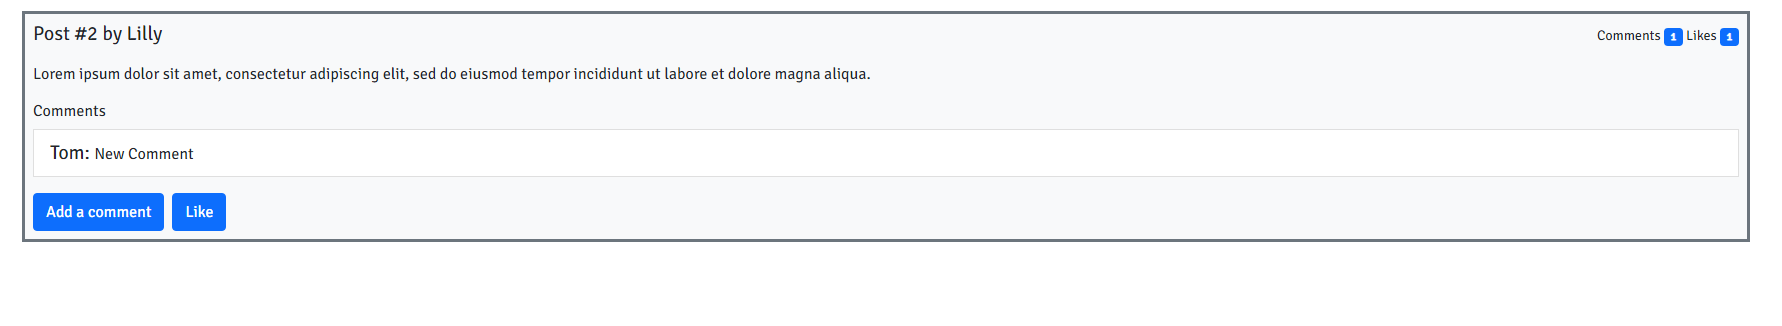 Post #2 by Lilly
Comments 1 Likes 1
Lorem ipsum dolor sit amet, consectetur adipiscing elit, sed do eiusmod tempor incididunt ut labore et dolore magna aliqua.
Comments
Tom: New Comment
Add a comment Like